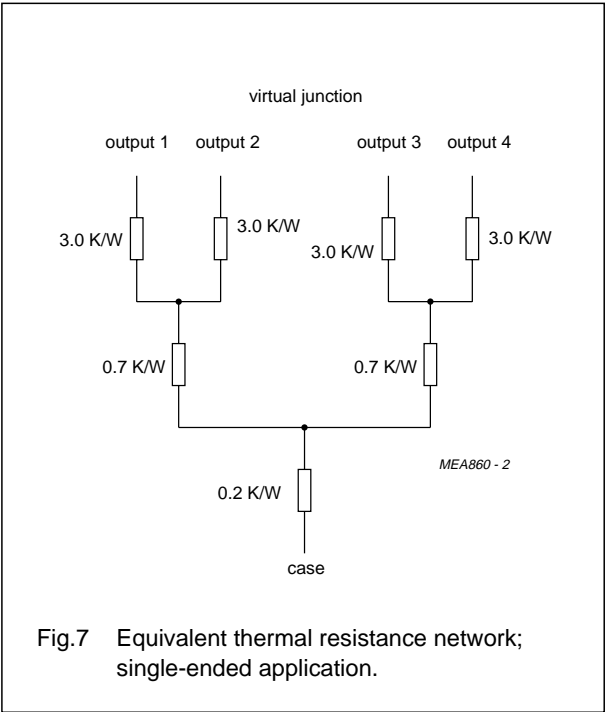 virtual junction
output 1 output 2 output 3 output 4
3.0 K/W 3.0 K/W 3.0 K/W 3.0 K/W
0.7 K/W 0.7 K/W
MEA860 - 2
0.2 K/W
case
Fig.7 Equivalent thermal resistance network;
single-ended application.